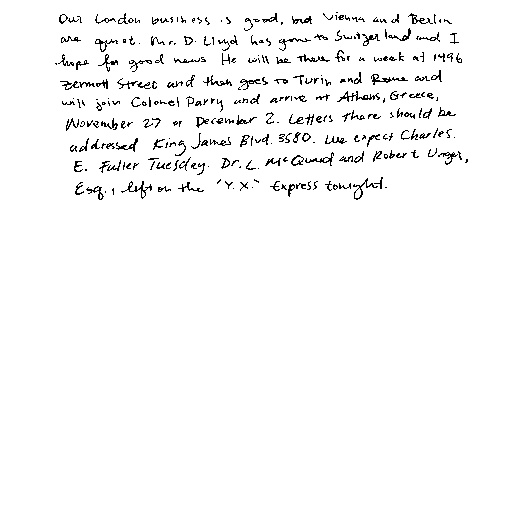 Our London business is good, but Vienna and Berlin
are quiet. Mr. D. Lloyd has gone to Switzerland and I
hope for good news. He will be there for a week at 1496
Zermott Street and then goes to Turin and Rome and
will join Colonel Parry and arrive at Athens, Greece,
November 27 or December 2. Letters there should be
addressed King James Blvd. 3580. We expect Charles.
E. Fuller Tuesday. Dr. L. McQuaid and Robert Unger,
Esq., left on the "Y.X." Express tonight.